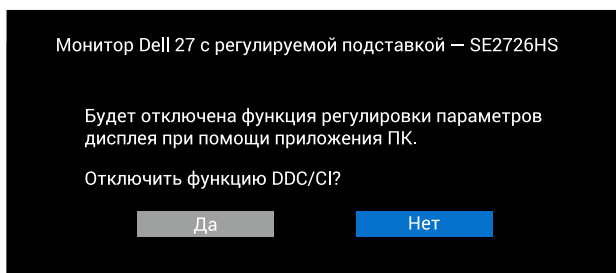 Монитор Dell 27 с регулируемой подставкой — SE2726HS
Будет отключена функция регулировки параметров
дисплея при помощи приложения ПК.
Отключить функцию DDC/CI?
Да
Нет